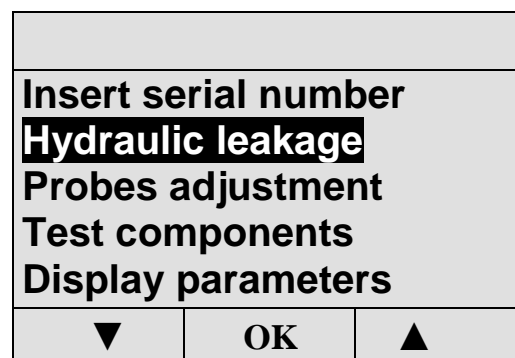 Insert serial number
Hydraulic leakage
Probes adjustment
Test components
Display parameters
▼ OK ▲